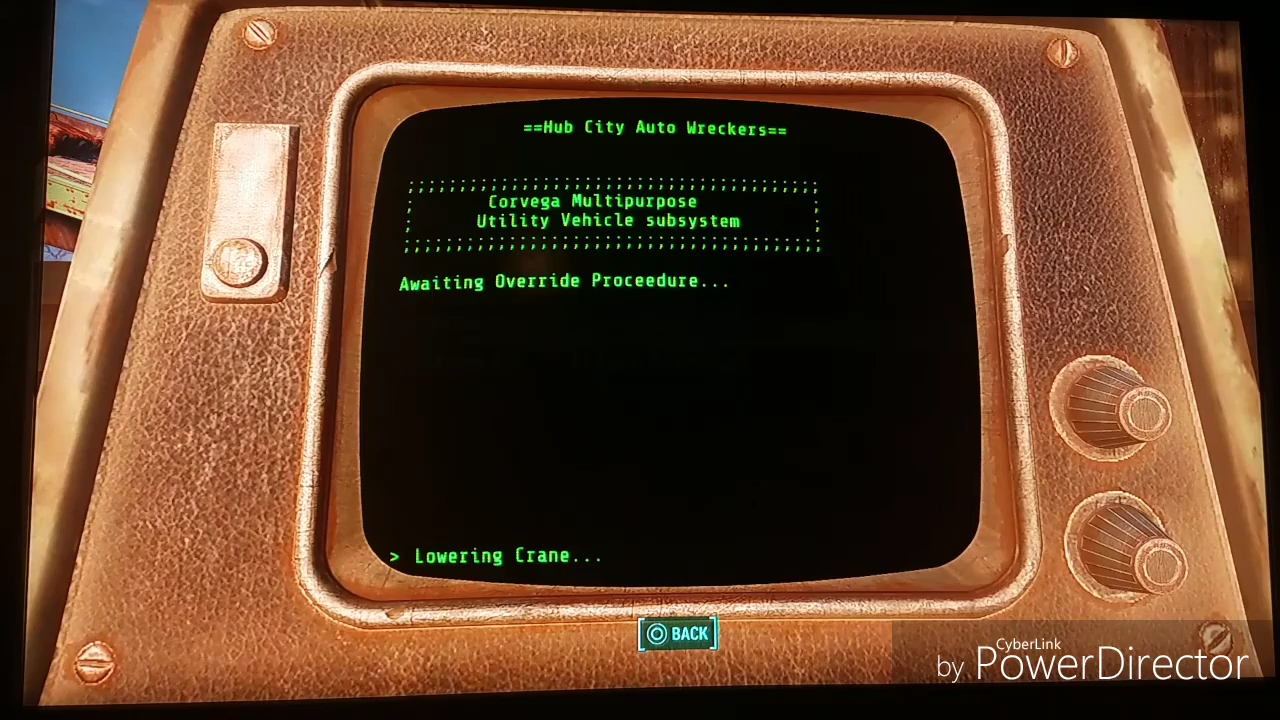 ==Hub City Auto Wreckers==
;;;;;;;;;;;;;;;;;;;;;;;;;;;;;;;;;;;;;;;
; Corvega Multipurpose ;
; Utility Vehicle subsystem ;
;;;;;;;;;;;;;;;;;;;;;;;;;;;;;;;;;;;;;;;
Awaiting Override Proceedure...
> Lowering Crane...
BACK
CyberLink
by PowerDirector